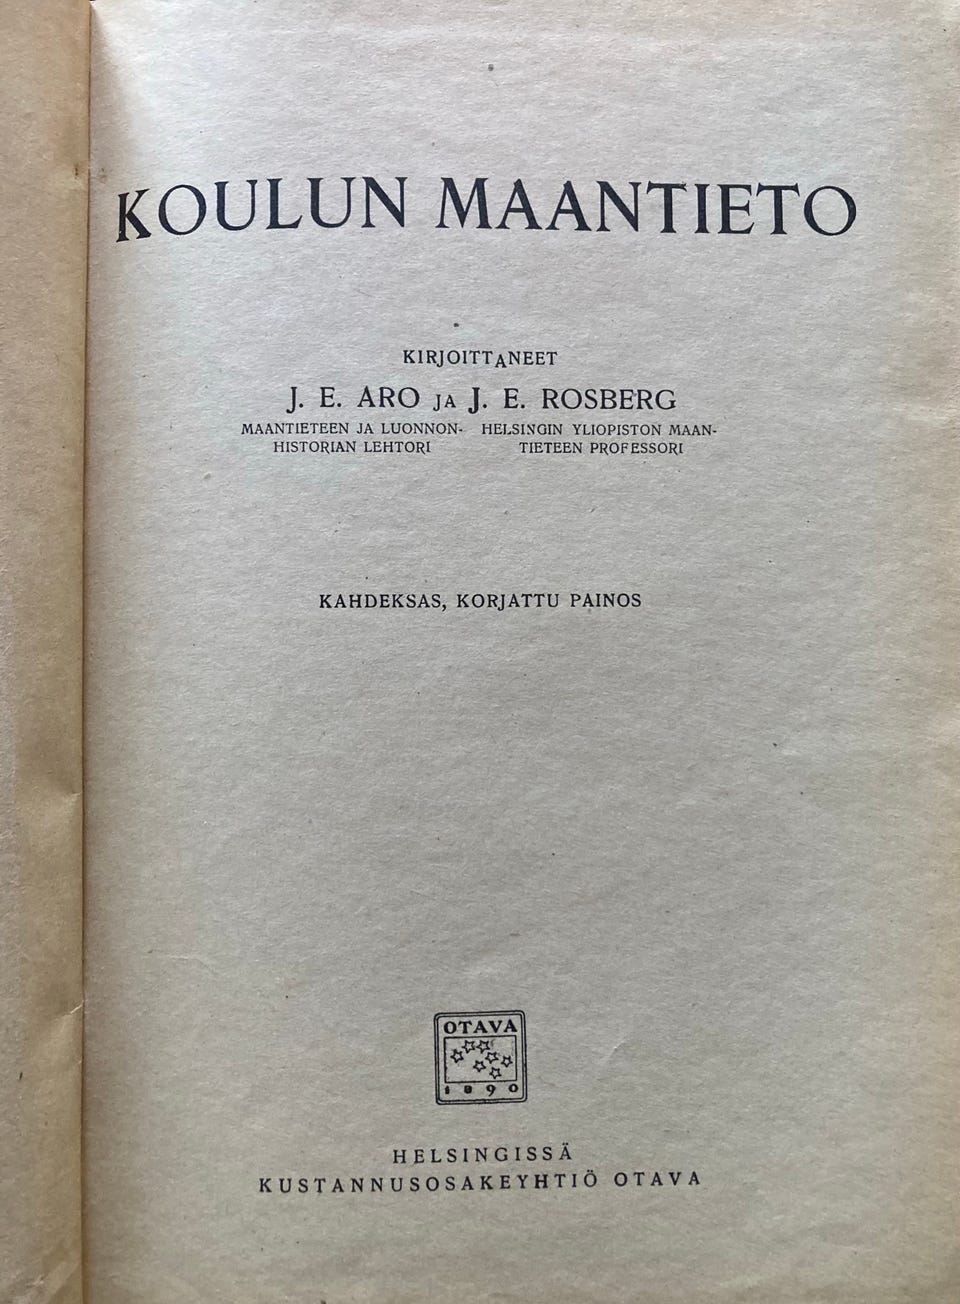 KOULUN MAANTIETO
KIRJOITTANEET
J. E. ARO JA J. E. ROSBERG
MAANTIETEEN JA LUONNON- HELSINGIN YLIOPISTON MAAN-
HISTORIAN LEHTORI TIETEEN PROFESSORI
KAHDEKSAS, KORJATTU PAINOS
OTAVA
1890
HELSINGISSÄ
KUSTANNUSOSAKEYHTIÖ OTAVA